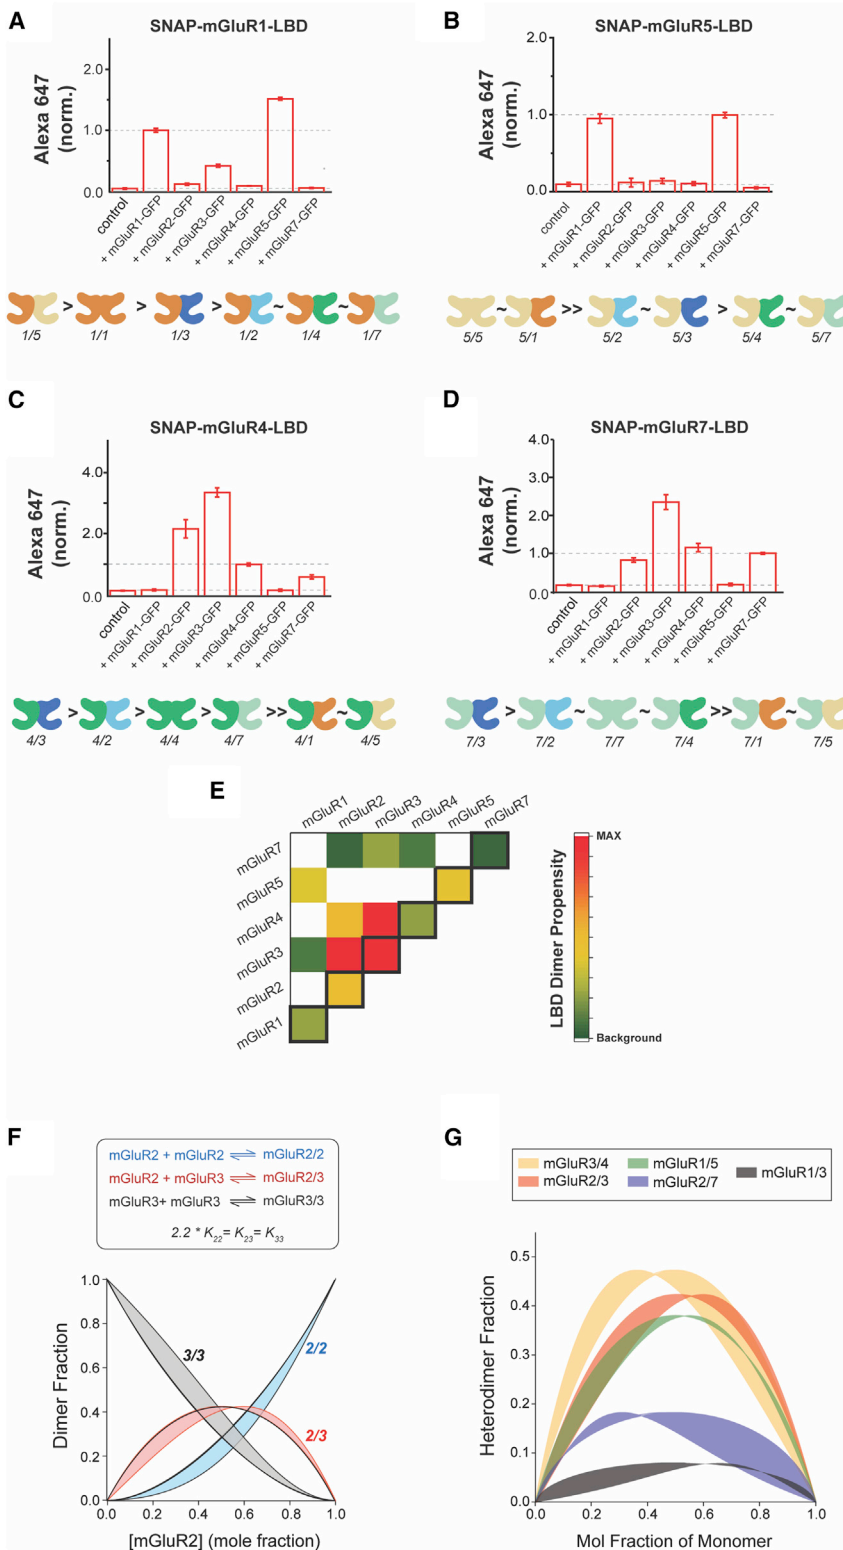 A
SNAP-mGluR1-LBD
Alexa 647
(norm.)
2.0
1.0
0.0
control
+ mGluR1-GFP
+ mGluR2-GFP
+ mGluR3-GFP
+ mGluR4-GFP
+ mGluR5-GFP
+ mGluR7-GFP
> > > ~ ~
1/5 1/1 1/3 1/2 1/4 1/7
B
SNAP-mGluR5-LBD
Alexa 647
(norm.)
2.0
1.0
0.0
control
+ mGluR1-GFP
+ mGluR2-GFP
+ mGluR3-GFP
+ mGluR4-GFP
+ mGluR5-GFP
+ mGluR7-GFP
~ >> ~ > ~
5/5 5/1 5/2 5/3 5/4 5/7
C
SNAP-mGluR4-LBD
Alexa 647
(norm.)
4.0
2.0
0.0
control
+ mGluR1-GFP
+ mGluR2-GFP
+ mGluR3-GFP
+ mGluR4-GFP
+ mGluR5-GFP
+ mGluR7-GFP
> > > >> ~
4/3 4/2 4/4 4/7 4/1 4/5
D
SNAP-mGluR7-LBD
Alexa 647
(norm.)
4.0
3.0
2.0
1.0
0.0
control
+ mGluR1-GFP
+ mGluR2-GFP
+ mGluR3-GFP
+ mGluR4-GFP
+ mGluR5-GFP
+ mGluR7-GFP
> ~ ~ >> ~
7/3 7/2 7/7 7/4 7/1 7/5
E
mGluR1
mGluR2
mGluR3
mGluR4
mGluR5
mGluR7
mGluR7
mGluR5
mGluR4
mGluR3
mGluR2
mGluR1
LBD Dimer Propensity
MAX
Background
F
mGluR2 + mGluR2 ⇌ mGluR2/2
mGluR2 + mGluR3 ⇌ mGluR2/3
mGluR3+ mGluR3 ⇌ mGluR3/3
2.2 * K22= K23= K33
Dimer Fraction
1.0
0.8
0.6
0.4
0.2
0.0
3/3
2/2
2/3
0.0 0.2 0.4 0.6 0.8 1.0
[mGluR2] (mole fraction)
G
mGluR3/4
mGluR2/3
mGluR1/5
mGluR2/7
mGluR1/3
Heterodimer Fraction
0.5
0.4
0.3
0.2
0.1
0.0
0.0 0.2 0.4 0.6 0.8 1.0
Mol Fraction of Monomer